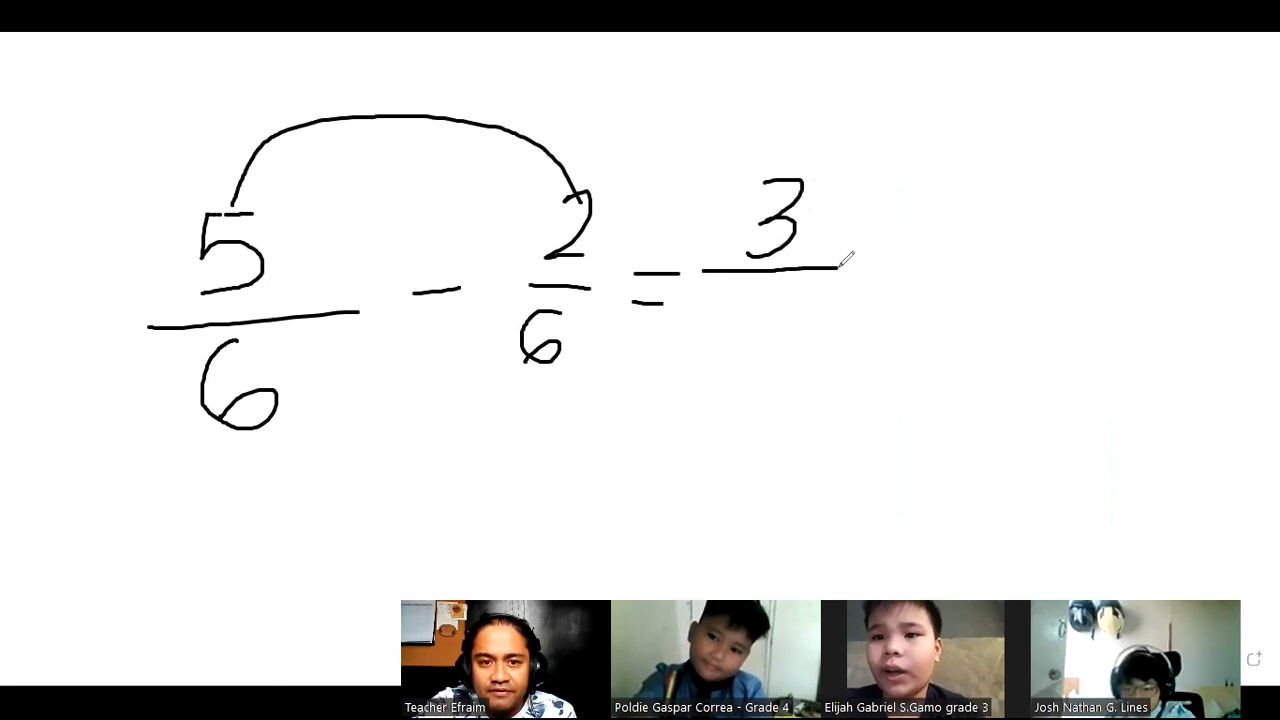 5/6 - 2/6 = 3/
Teacher Efraim
Poldie Gaspar Correa - Grade 4
Elijah Gabriel S.Gamo grade 3
Josh Nathan G. Lines